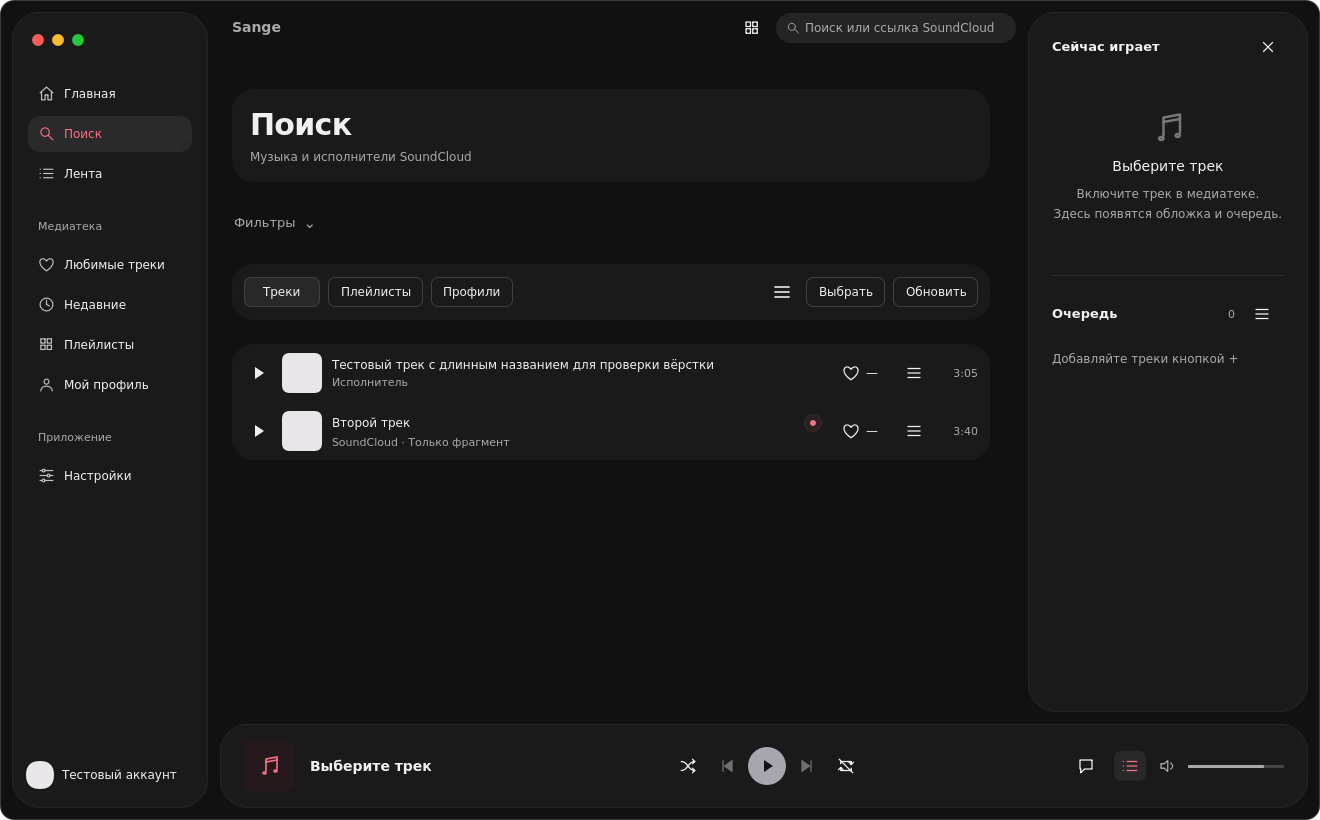 Главная
Поиск
Лента
Медиатека
Любимые треки
Недавние
Плейлисты
Мой профиль
Приложение
Настройки
Тестовый аккаунт
Sange
Поиск или ссылка SoundCloud
Поиск
Музыка и исполнители SoundCloud
Фильтры
Треки
Плейлисты
Профили
Выбрать
Обновить
Тестовый трек с длинным названием для проверки вёрстки
Исполнитель
—
3:05
Второй трек
SoundCloud · Только фрагмент
—
3:40
Сейчас играет
Выберите трек
Включите трек в медиатеке.
Здесь появятся обложка и очередь.
Очередь
0
Добавляйте треки кнопкой +
Выберите трек